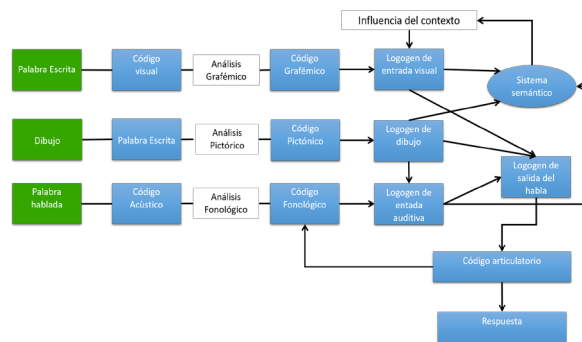 Influencia del contexto
Palabra Escrita
Código
visual
Análisis
Grafémico
Código
Grafémico
Logogen de
entrada visual
Sistema
semántico
Dibujo
Palabra Escrita
Análisis
Pictórico
Código
Pictónico
Logogen de
dibujo
Palabra
hablada
Código
Acústico
Análisis
Fonológico
Código
Fonológico
Logogen de
entada auditiva
Logogen de
salida del
habla
Código articulatorio
Respuesta